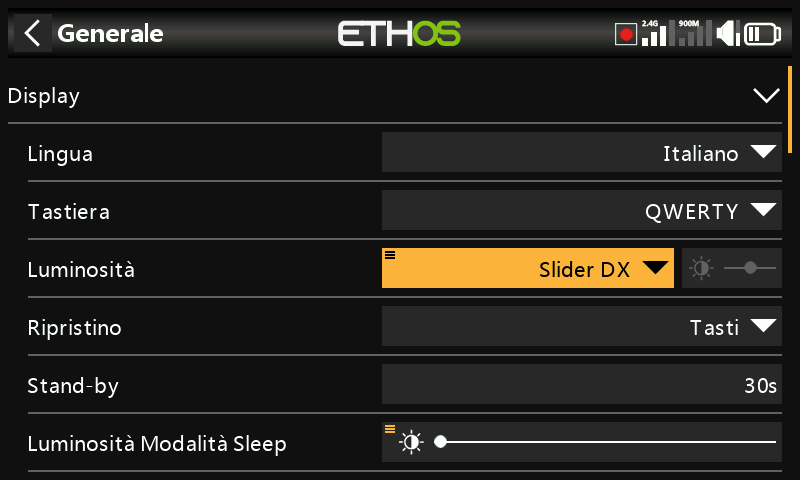 Generale
ETHOS
2.4G
900M
Display
Lingua
Italiano
Tastiera
QWERTY
Luminosità
Slider DX
Ripristino
Tasti
Stand-by
30s
Luminosità Modalità Sleep